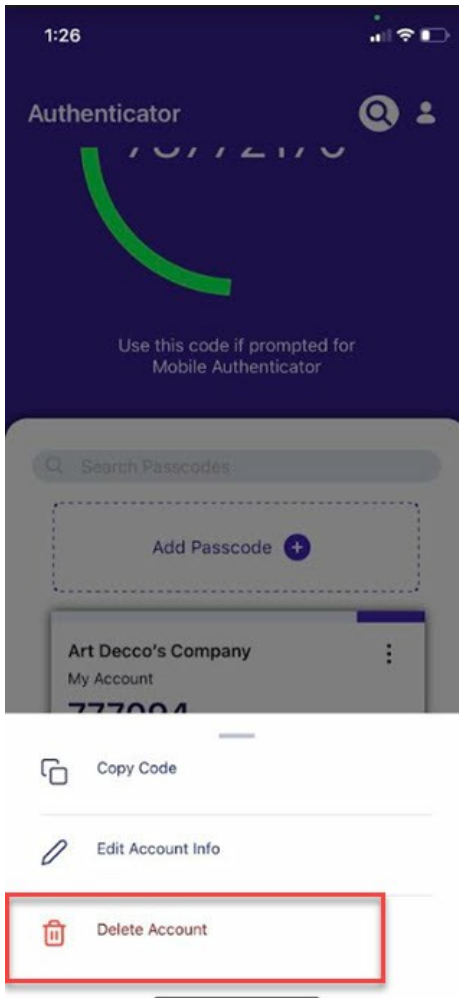 1:26
Authenticator
Use this code if prompted for
Mobile Authenticator
Search Passcodes
Add Passcode
Art Decco's Company
My Account
777094
Copy Code
Edit Account Info
Delete Account